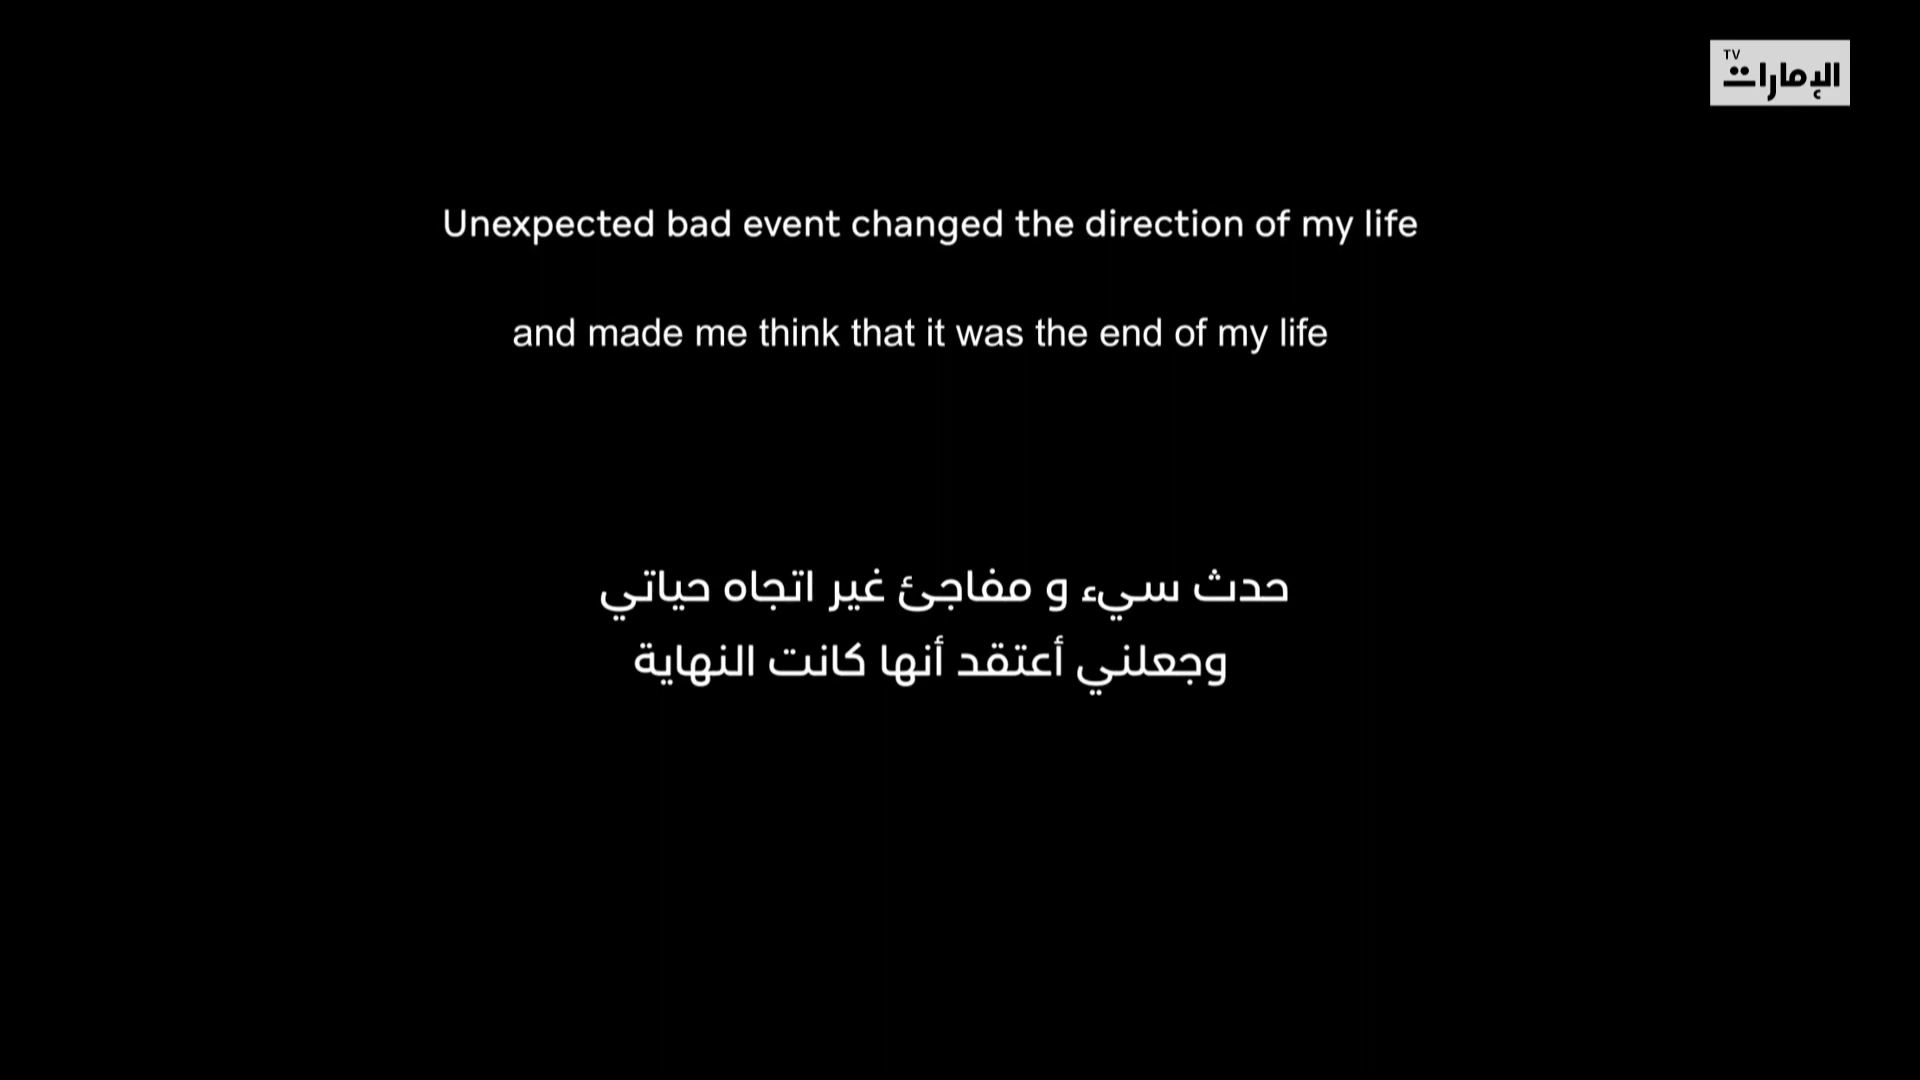 TV
الإمارات
Unexpected bad event changed the direction of my life
and made me think that it was the end of my life
حدث سيء و مفاجئ غير اتجاه حياتي
وجعلني أعتقد أنها كانت النهاية